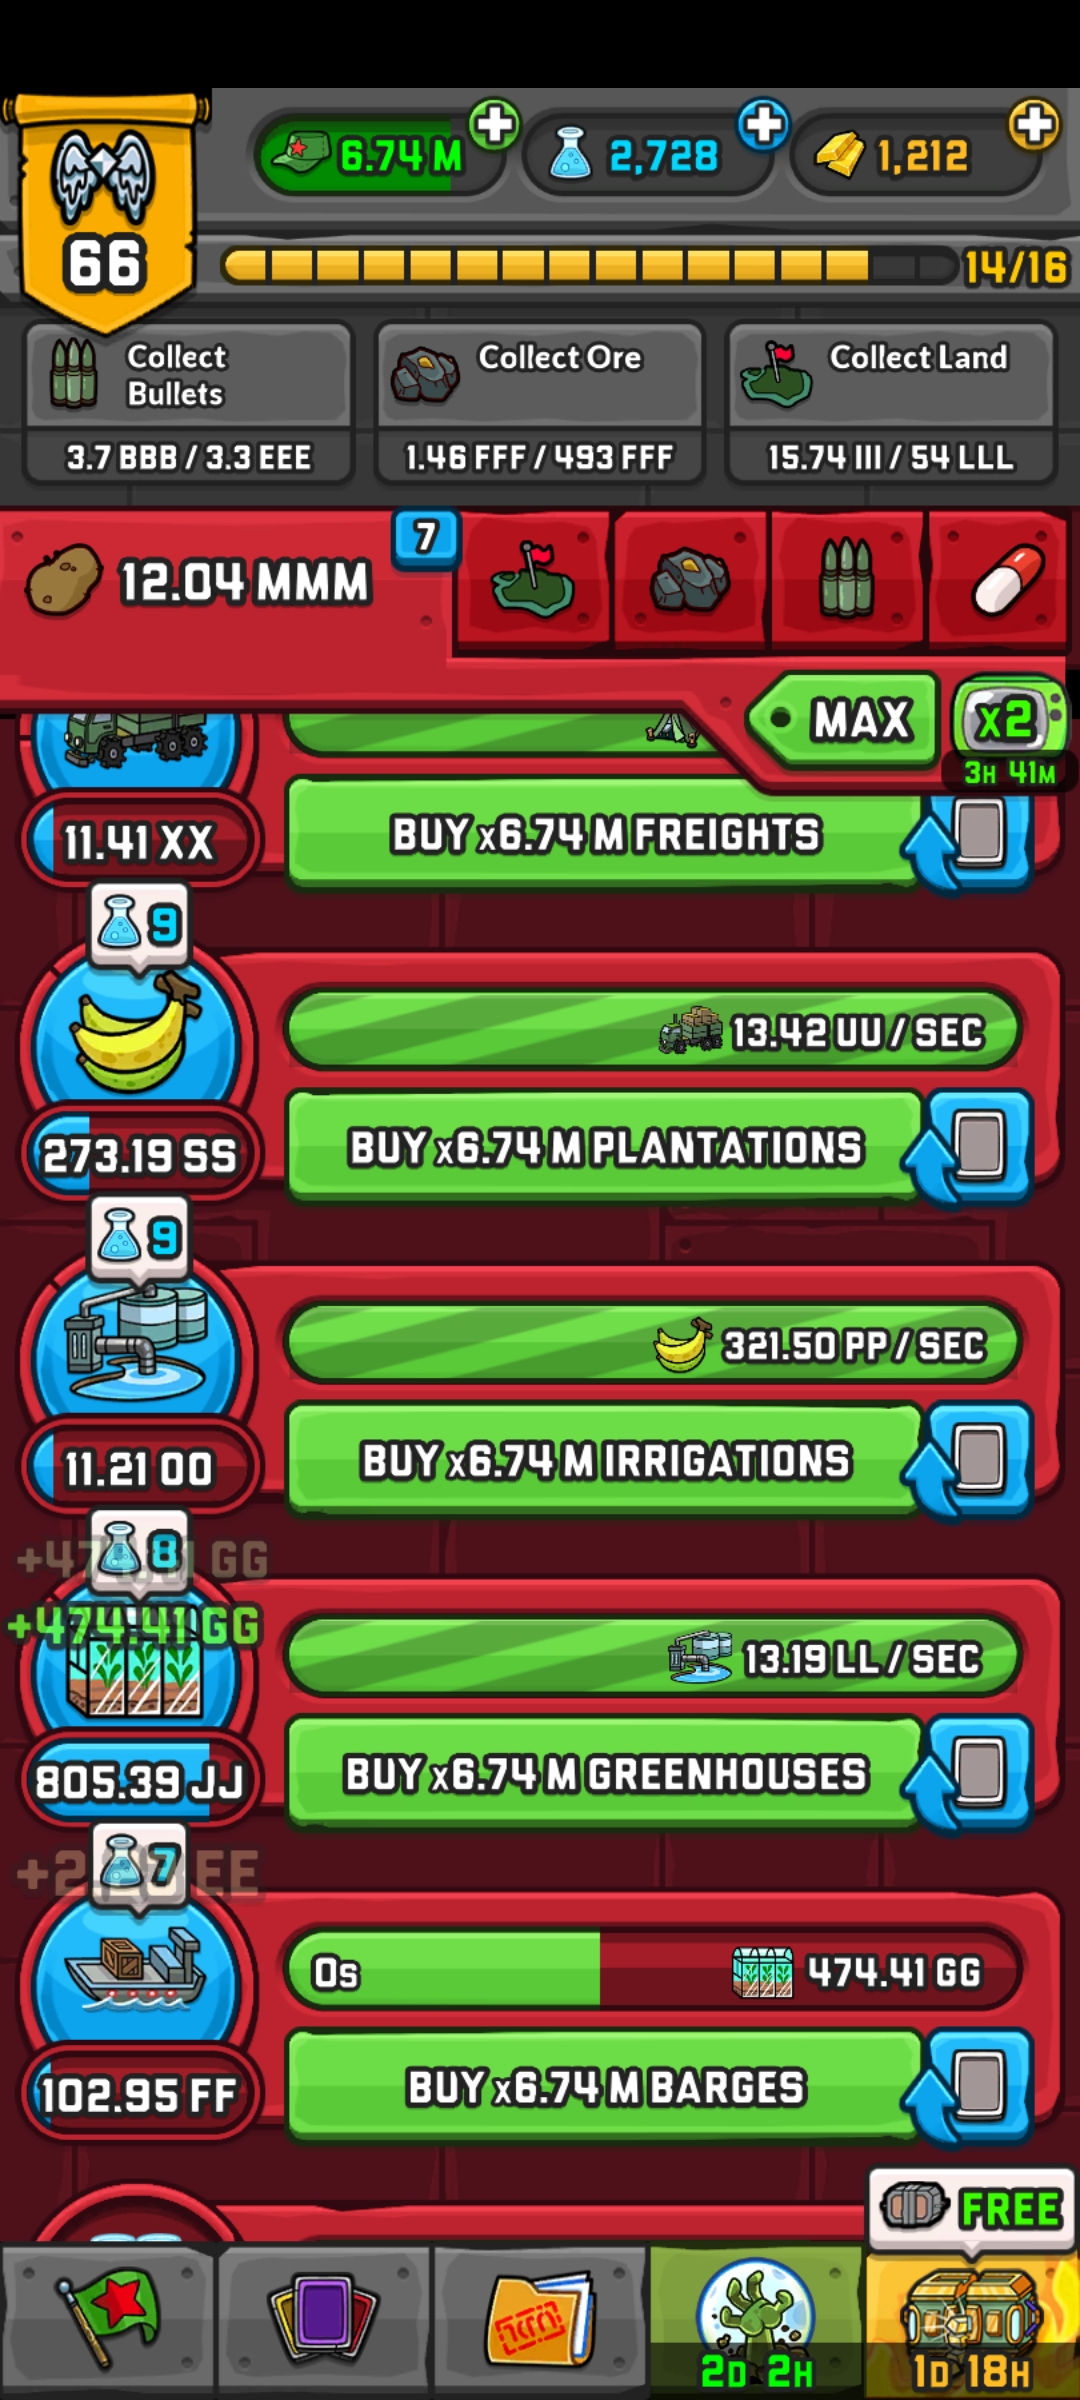 6.74 M
2,728
1,212
66
14/16
Collect Bullets
3.7 BBB / 3.3 EEE
Collect Ore
1.46 FFF / 493 FFF
Collect Land
15.74 III / 54 LLL
12.04 MMM
7
MAX
x2
3H 41M
11.41 XX
BUY x6.74 M FREIGHTS
9
13.42 UU / SEC
273.19 SS
BUY x6.74 M PLANTATIONS
9
321.50 PP / SEC
11.21 OO
BUY x6.74 M IRRIGATIONS
8
+474.41 GG
+474.41 GG
13.19 LL / SEC
805.39 JJ
BUY x6.74 M GREENHOUSES
7
0s
474.41 GG
102.95 FF
BUY x6.74 M BARGES
FREE
2D 2H
1D 18H